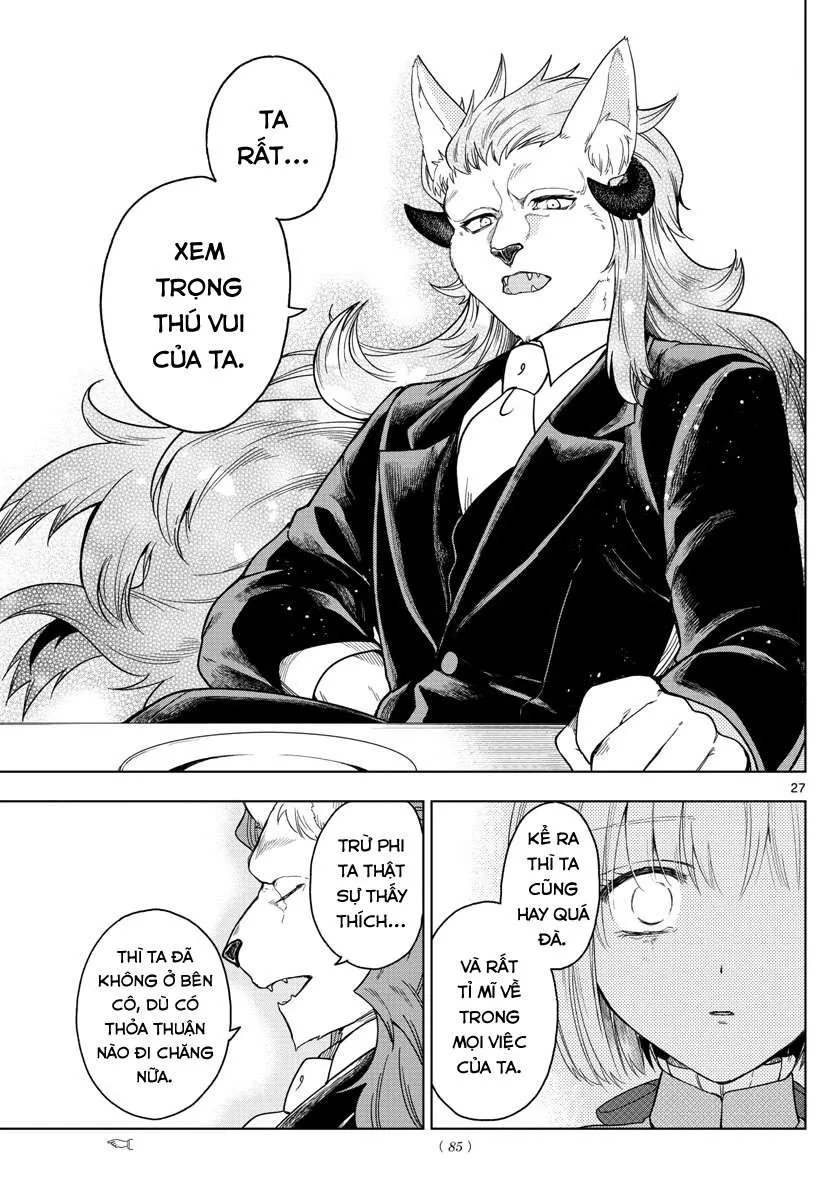 TA
RẤT...
XEM
TRỌNG
THÚ VUI
CỦA TA.
27
KỂ RA
THÌ TA
CŨNG
HAY QUÁ
ĐÀ.
VÀ RẤT
TỈ MĨ VỀ
TRONG
MỌI VIỆC
CỦA TA.
TRỪ PHI
TA THẬT
SỰ THẤY
THÍCH...
THÌ TA ĐÃ
KHÔNG Ở BÊN
CÔ, DÙ CÓ
THỎA THUẬN
NÀO ĐI CHĂNG
NỮA.
( 85 )